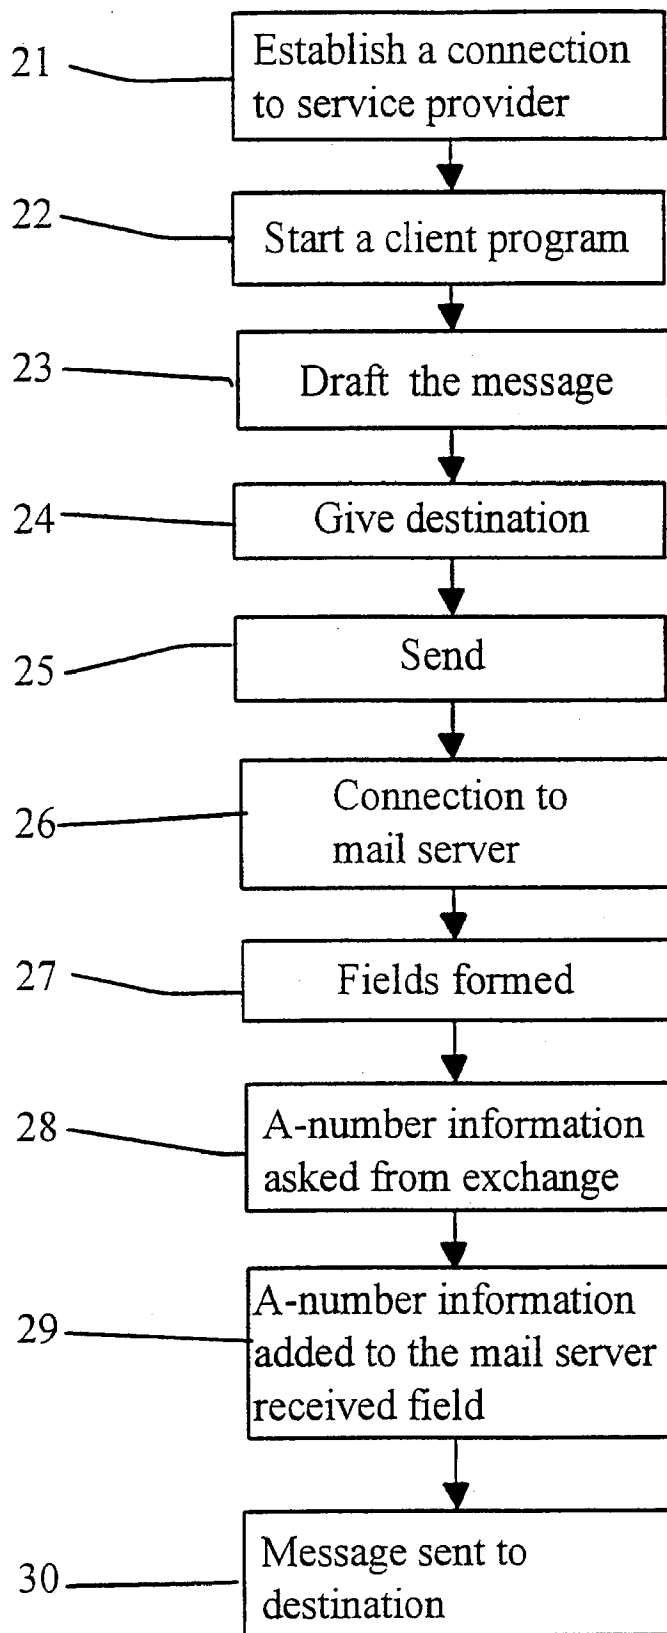 21
Establish a connection
to service provider
22
Start a client program
23
Draft the message
24
Give destination
25
Send
26
Connection to
mail server
27
Fields formed
28
A-number information
asked from exchange
29
A-number information
added to the mail server
received field
30
Message sent to
destination